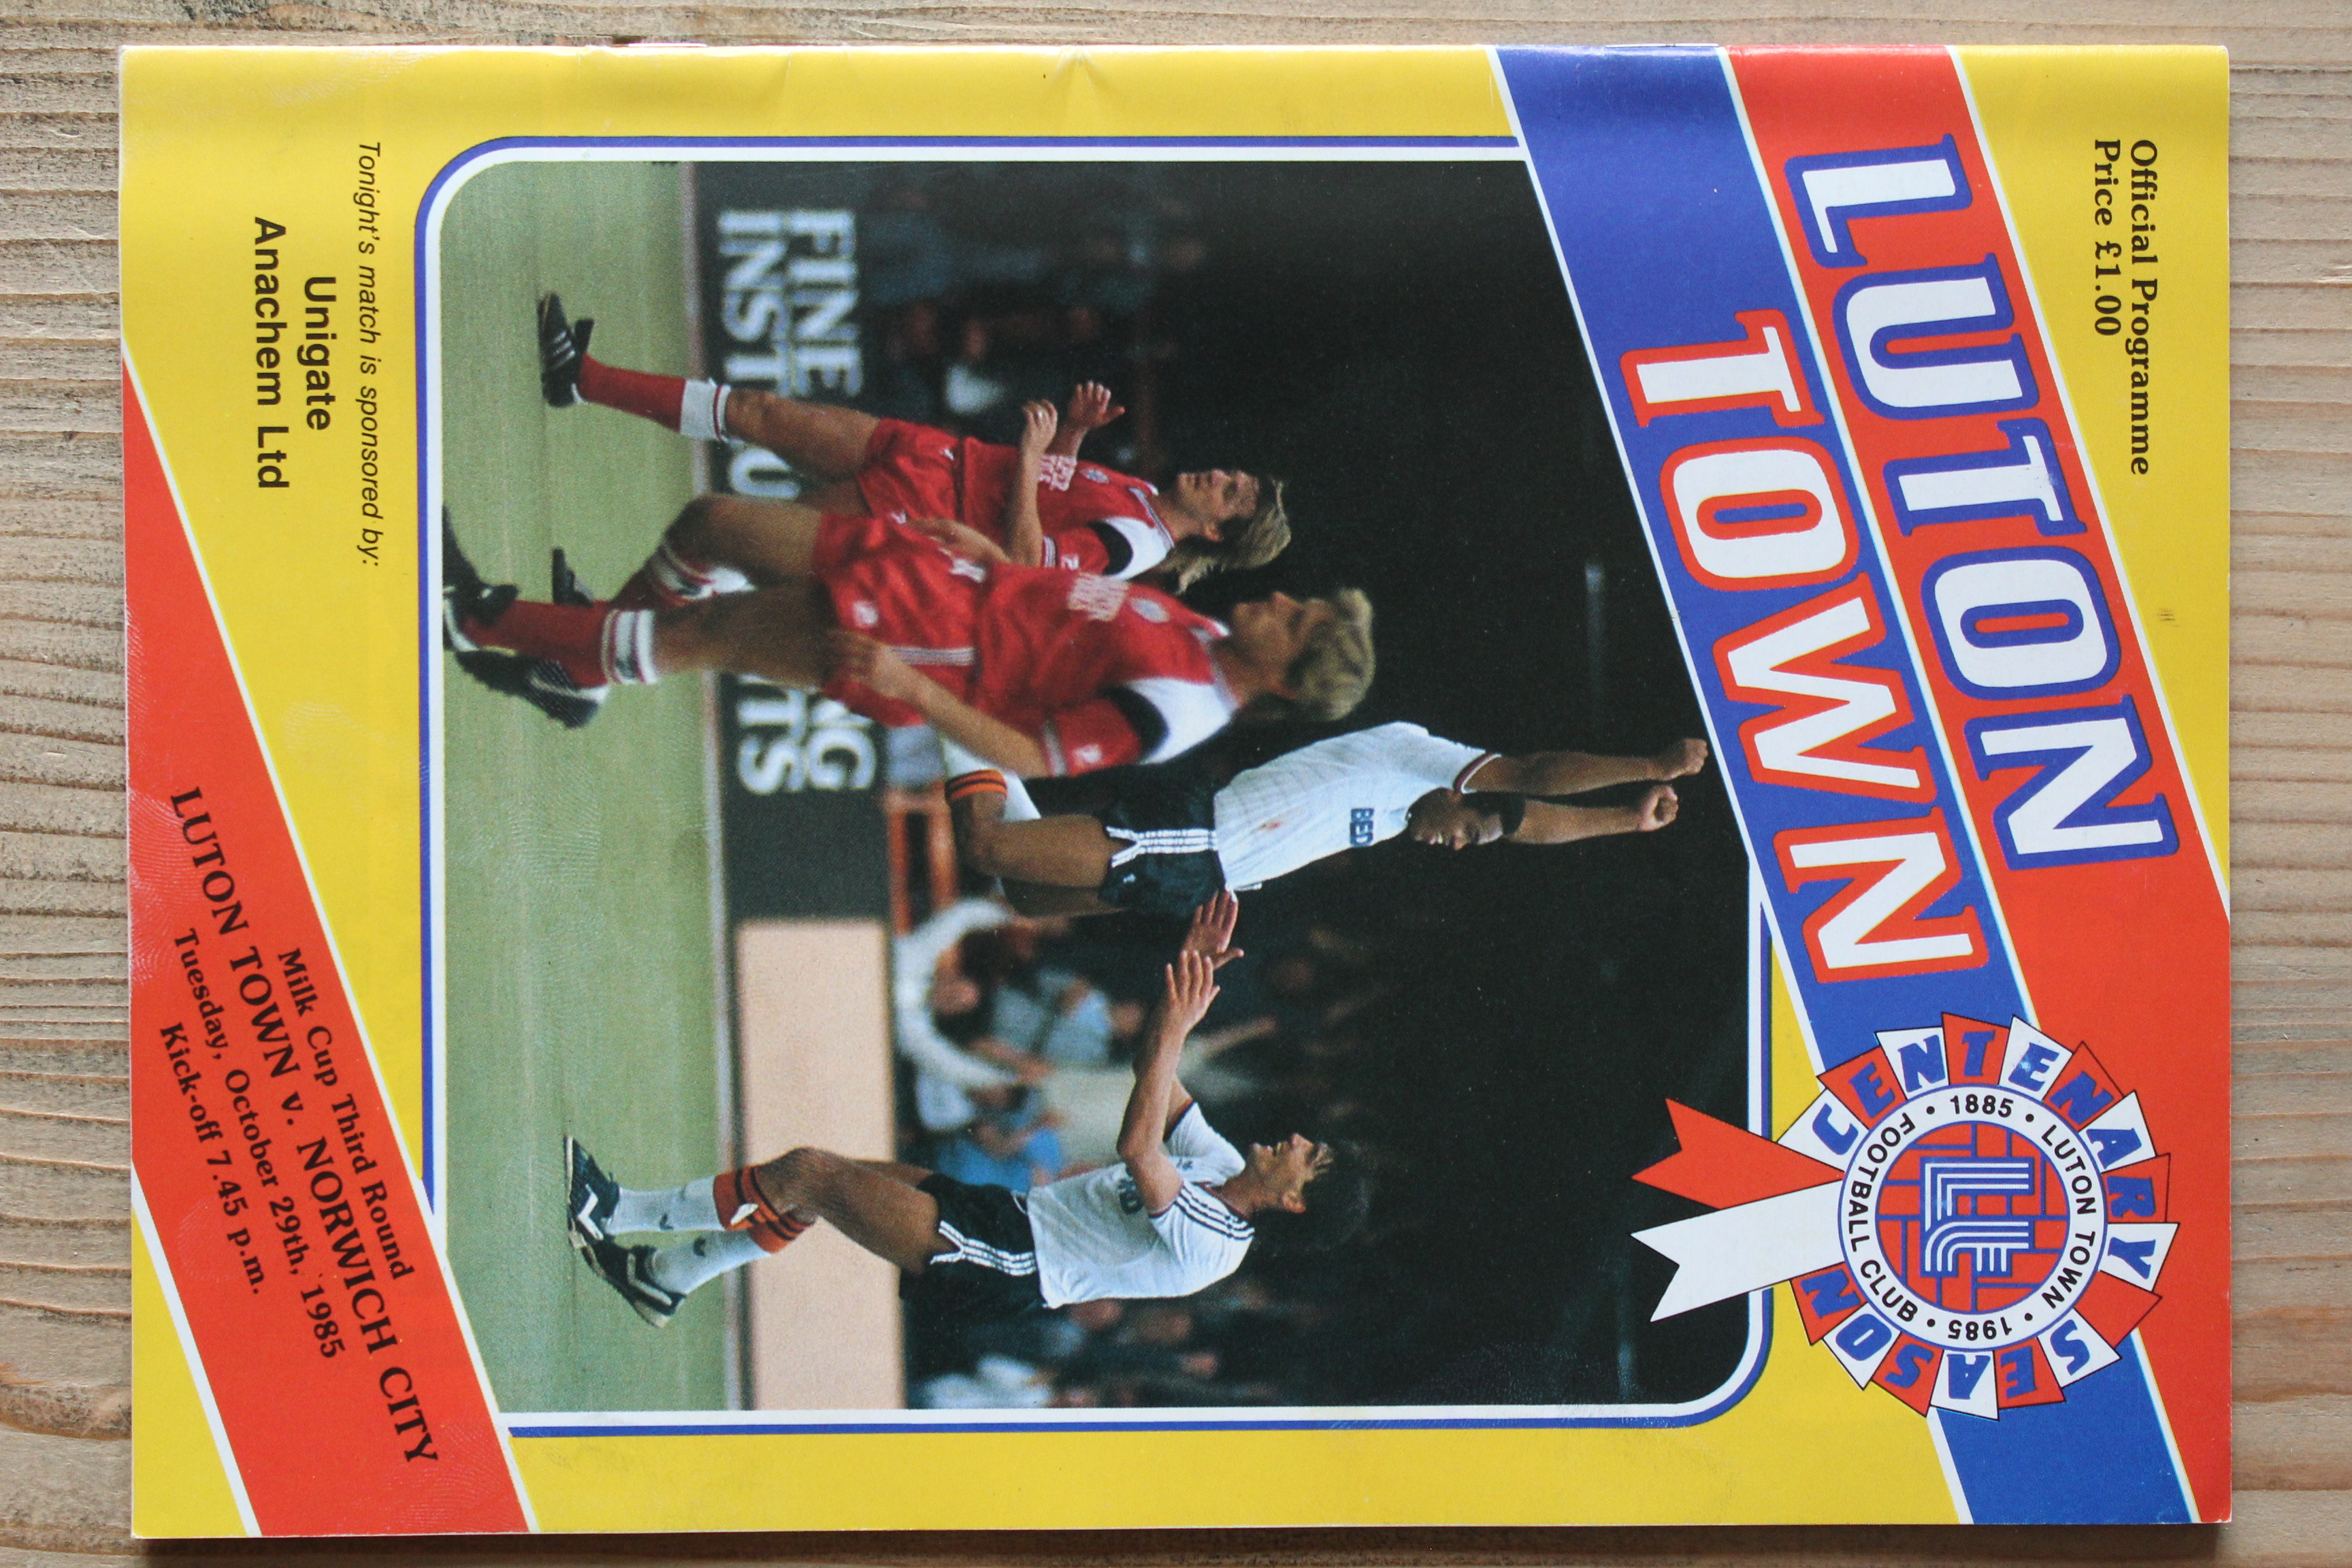 Official Programme
Price £1.00
LUTON
TOWN
CENTENARY
SEASON
1885 • LUTON TOWN • 1985 •
FOOTBALL CLUB •
FINE
INST
NG
TS
BED
Tonight's match is sponsored by:
Unigate
Anachem Ltd
Milk Cup Third Round
LUTON TOWN v. NORWICH CITY
Tuesday, October 29th, 1985
Kick-off 7.45 p.m.